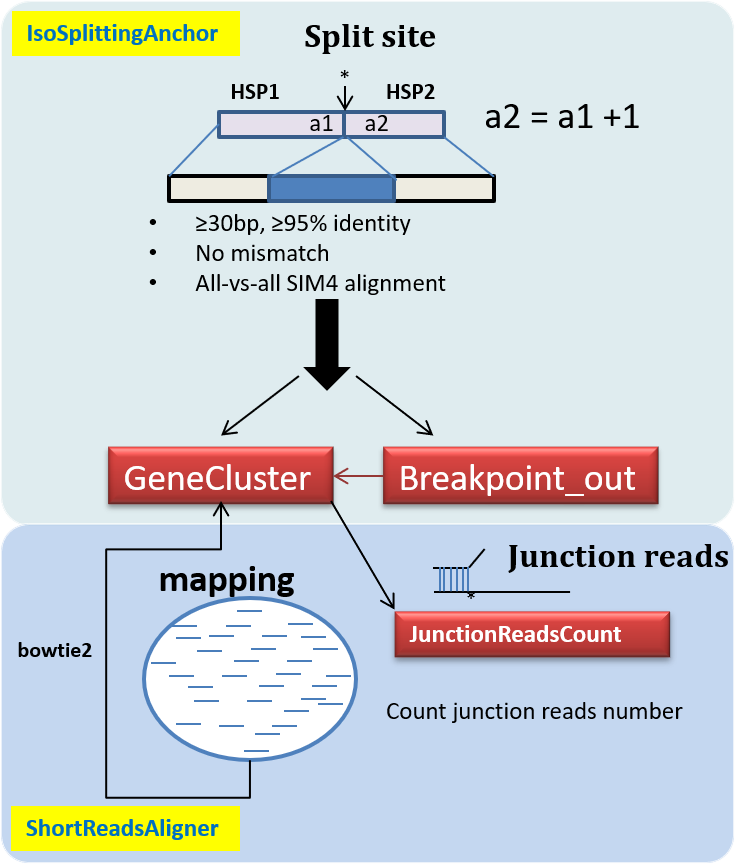 IsoSplittingAnchor
Split site
*
HSP1 HSP2
a1 a2
a2 = a1 +1
• ≥30bp, ≥95% identity
• No mismatch
• All-vs-all SIM4 alignment
GeneCluster
Breakpoint_out
Junction reads
mapping
*
JunctionReadsCount
bowtie2
Count junction reads number
ShortReadsAligner